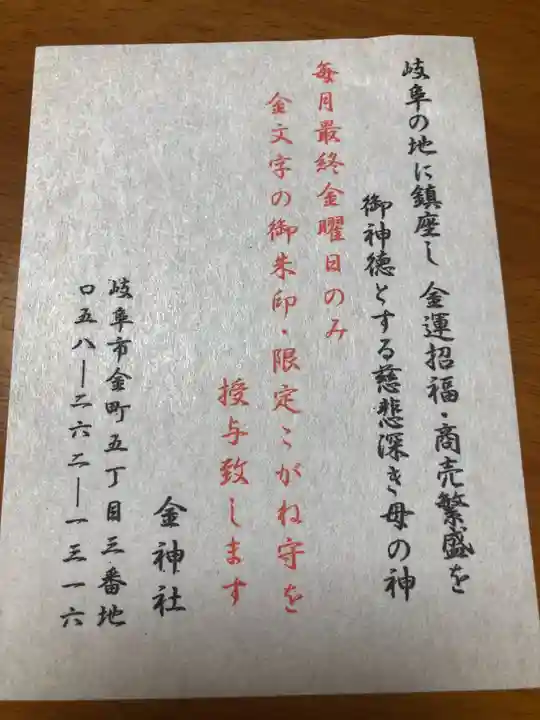 岐阜の地に鎮座し 金運招福・商売繁盛を
御神徳とする慈悲深き母の神
毎月最終金曜日のみ
金文字の御朱印・限定こがね守を
授与致します
金神社
岐阜市金町五丁目三番地
〇五八―二六二―一三一六